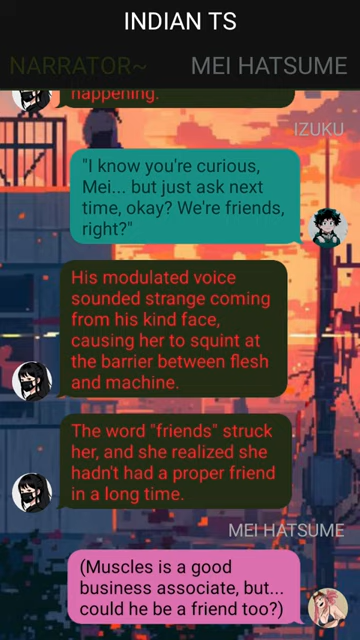 INDIAN TS
NARRATOR~ MEI HATSUME
happening.
IZUKU
"I know you're curious,
Mei... but just ask next
time, okay? We're friends,
right?"
His modulated voice
sounded strange coming
from his kind face,
causing her to squint at
the barrier between flesh
and machine.
The word "friends" struck
her, and she realized she
hadn't had a proper friend
in a long time.
MEI HATSUME
(Muscles is a good
business associate, but...
could he be a friend too?)